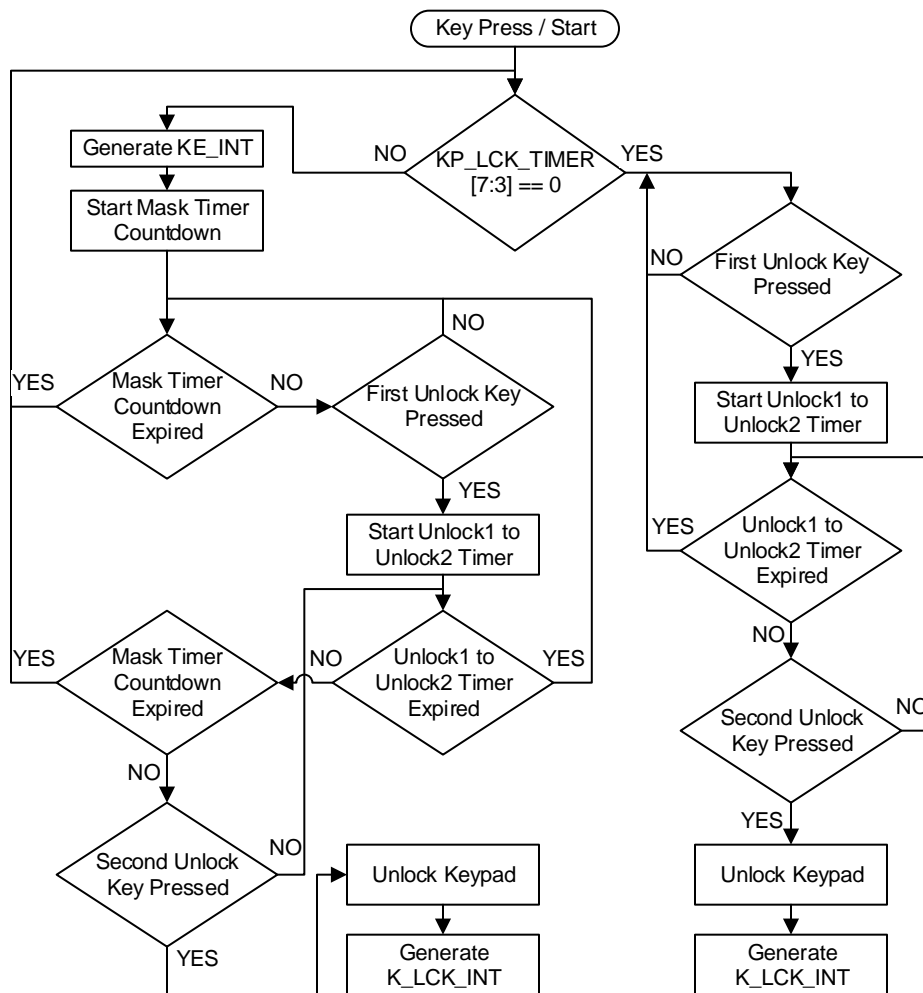 Key Press / Start
KP_LCK_TIMER
[7:3] == 0
NO
YES
Generate KE_INT
Start Mask Timer
Countdown
First Unlock Key
Pressed
NO
YES
Mask Timer
Countdown
Expired
YES
NO
First Unlock Key
Pressed
NO
YES
Start Unlock1 to
Unlock2 Timer
Start Unlock1 to
Unlock2 Timer
Unlock1 to
Unlock2 Timer
Expired
YES
NO
Mask Timer
Countdown
Expired
YES
NO
Unlock1 to
Unlock2 Timer
Expired
NO
YES
Second Unlock
Key Pressed
NO
YES
Second Unlock
Key Pressed
NO
YES
Unlock Keypad
Generate
K_LCK_INT
Unlock Keypad
Generate
K_LCK_INT